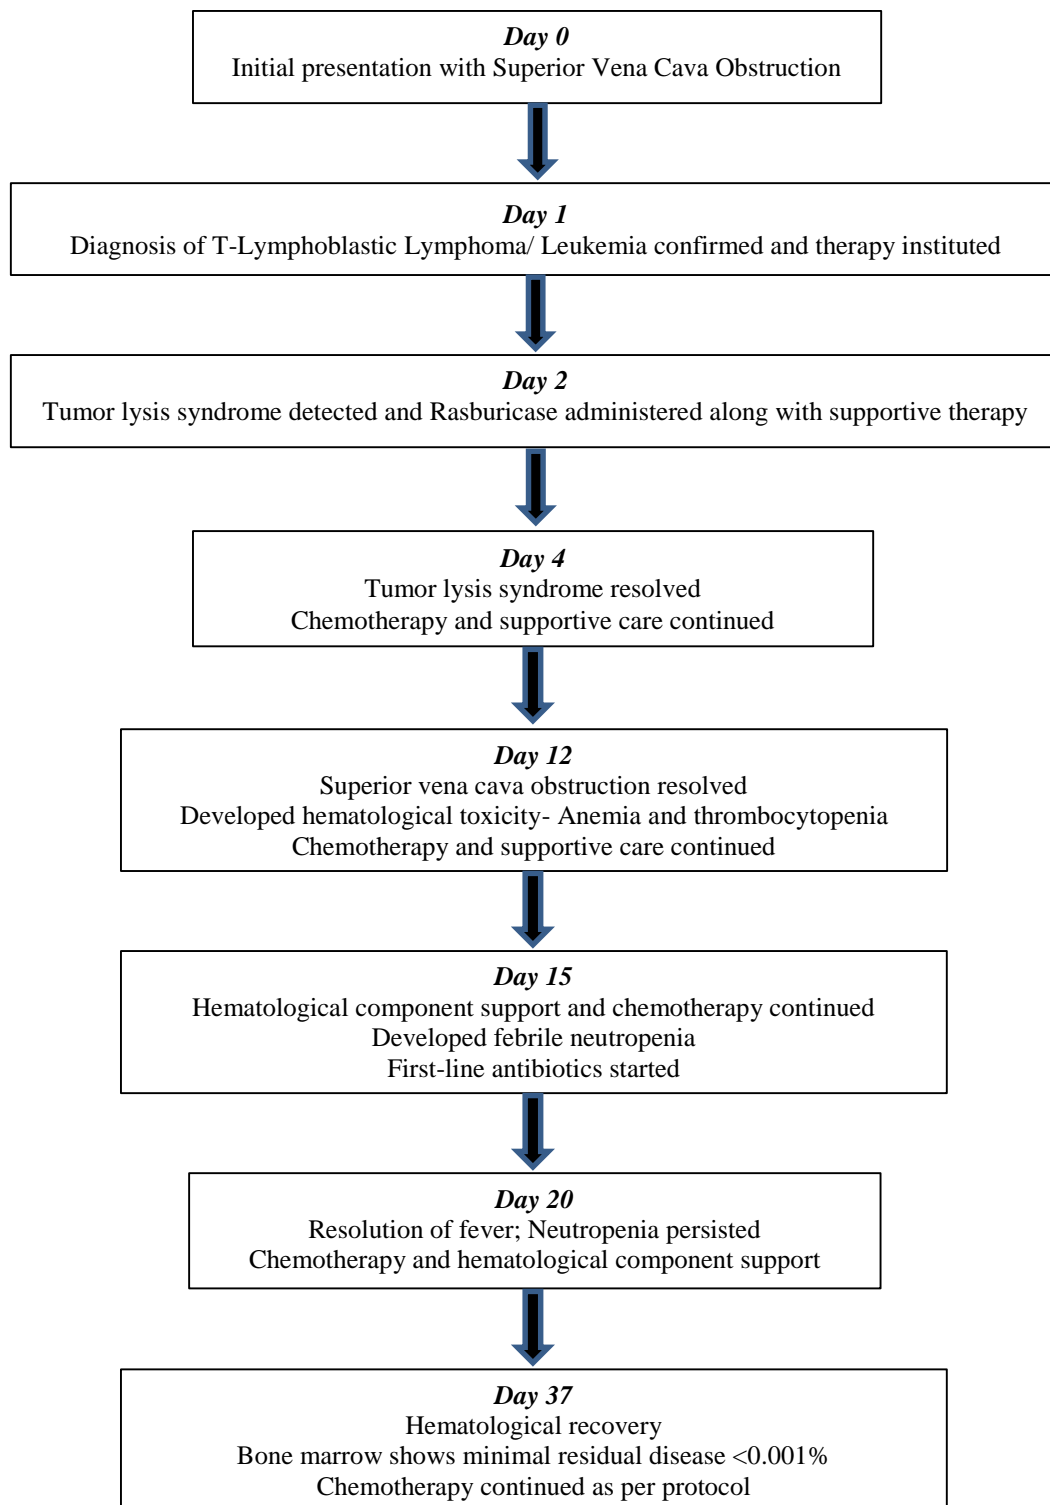 Day 0
Initial presentation with Superior Vena Cava Obstruction
Day 1
Diagnosis of T-Lymphoblastic Lymphoma/ Leukemia confirmed and therapy instituted
Day 2
Tumor lysis syndrome detected and Rasburicase administered along with supportive therapy
Day 4
Tumor lysis syndrome resolved
Chemotherapy and supportive care continued
Day 12
Superior vena cava obstruction resolved
Developed hematological toxicity- Anemia and thrombocytopenia
Chemotherapy and supportive care continued
Day 15
Hematological component support and chemotherapy continued
Developed febrile neutropenia
First-line antibiotics started
Day 20
Resolution of fever; Neutropenia persisted
Chemotherapy and hematological component support
Day 37
Hematological recovery
Bone marrow shows minimal residual disease <0.001%
Chemotherapy continued as per protocol